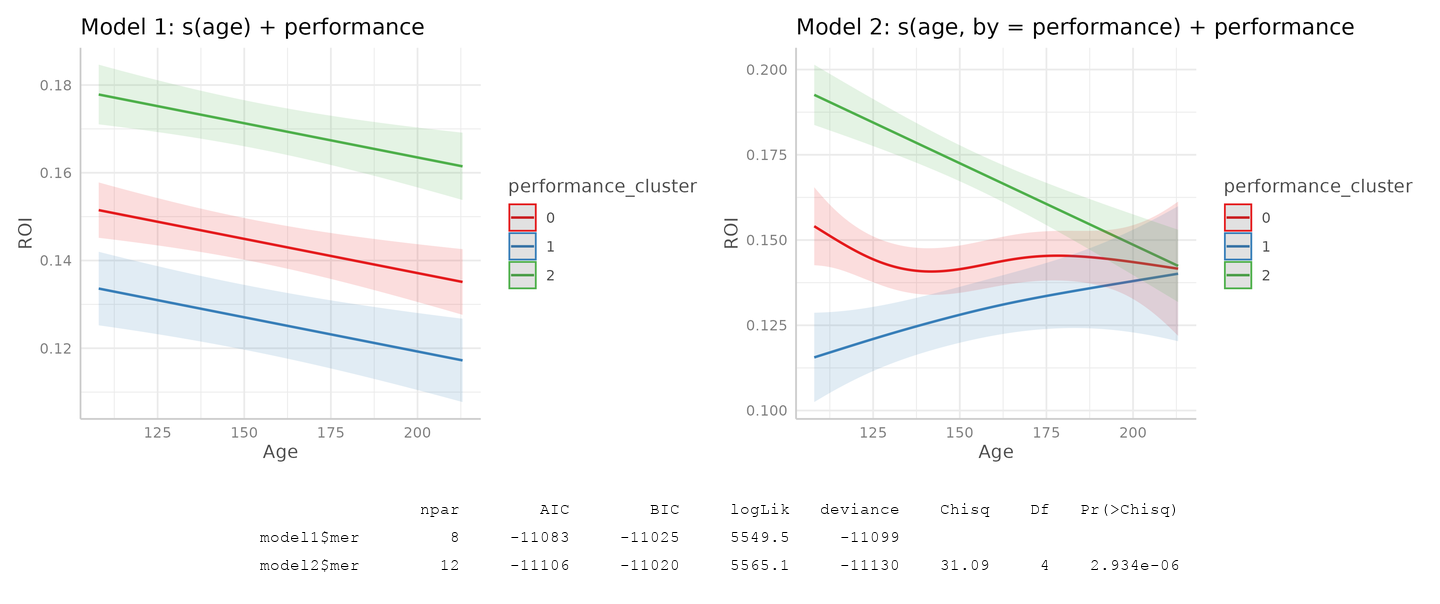 Model 1: s(age) + performance
0.18
0.16
0.14
0.12
ROI
125 150 175 200
Age
performance_cluster
0
1
2
Model 2: s(age, by = performance) + performance
0.200
0.175
0.150
0.125
0.100
ROI
125 150 175 200
Age
performance_cluster
0
1
2
npar AIC BIC logLik deviance Chisq Df Pr(>Chisq)
model1$mer 8 -11083 -11025 5549.5 -11099
model2$mer 12 -11106 -11020 5565.1 -11130 31.09 4 2.934e-06